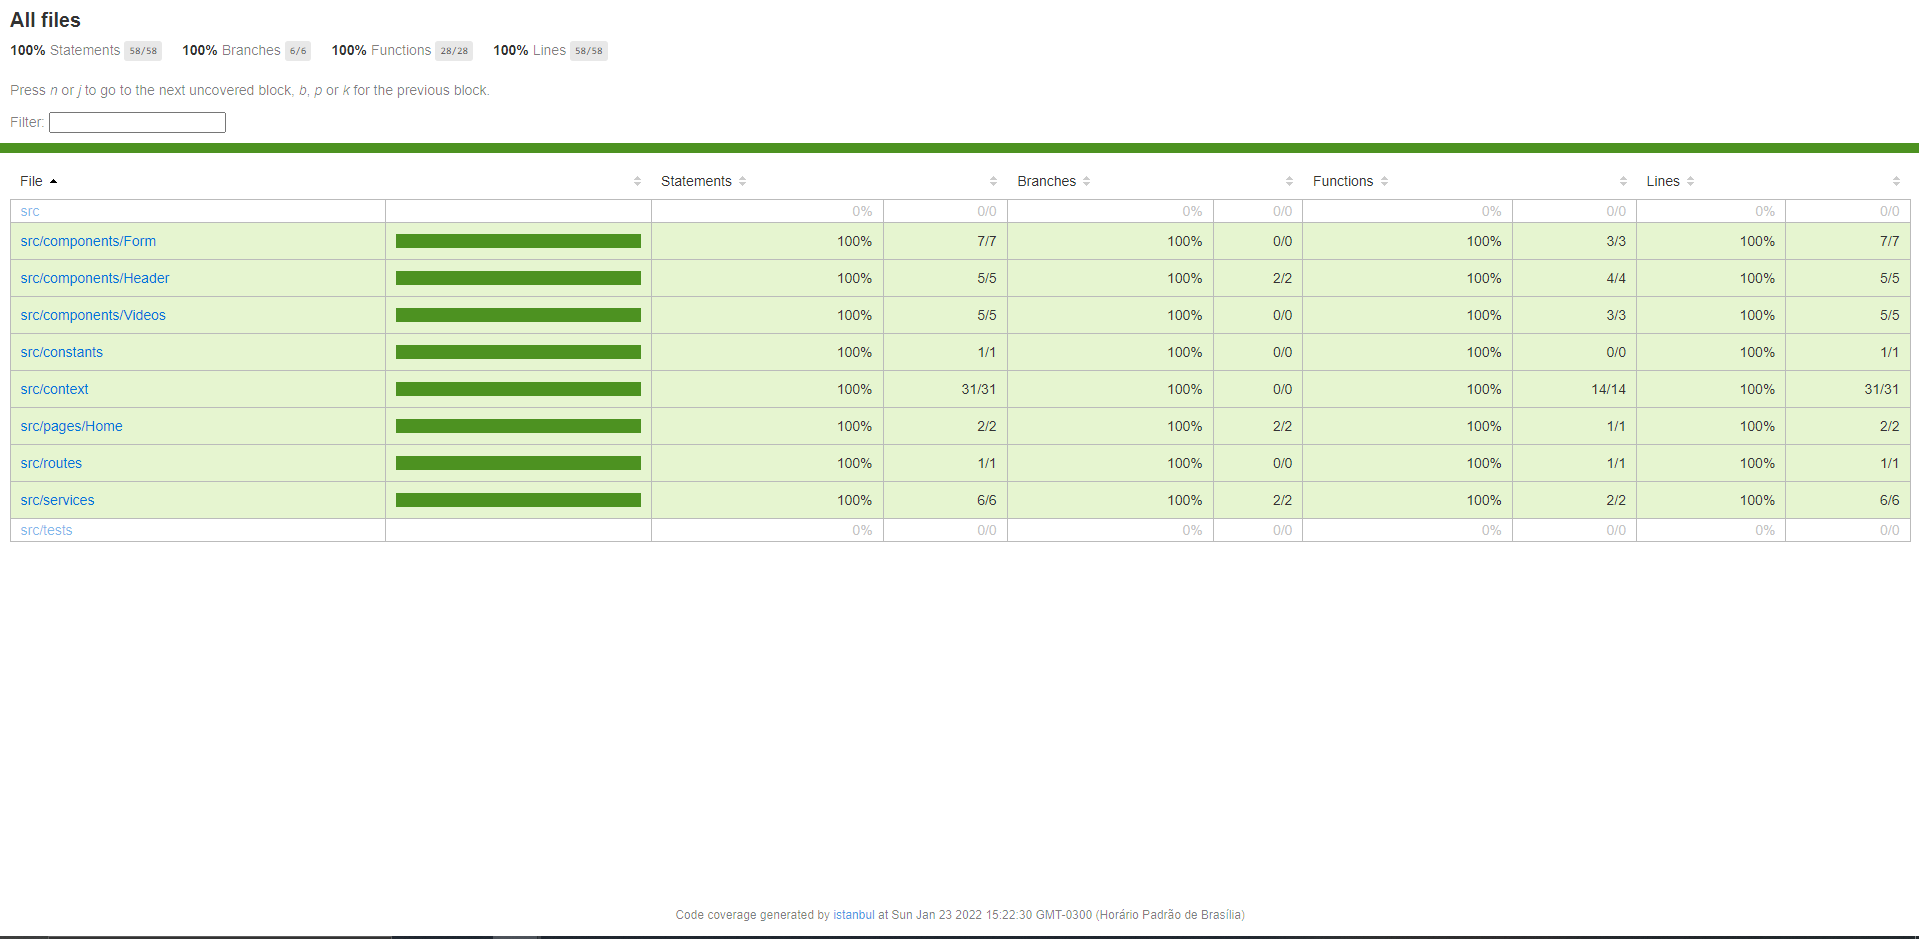 All files
100% Statements 58/58 100% Branches 6/6 100% Functions 28/28 100% Lines 58/58
Press n or j to go to the next uncovered block, b, p or k for the previous block.
Filter:
File Statements Branches Functions Lines
src 0% 0/0 0% 0/0 0% 0/0 0% 0/0
src/components/Form 100% 7/7 100% 0/0 100% 3/3 100% 7/7
src/components/Header 100% 5/5 100% 2/2 100% 4/4 100% 5/5
src/components/Videos 100% 5/5 100% 0/0 100% 3/3 100% 5/5
src/constants 100% 1/1 100% 0/0 100% 0/0 100% 1/1
src/context 100% 31/31 100% 0/0 100% 14/14 100% 31/31
src/pages/Home 100% 2/2 100% 2/2 100% 1/1 100% 2/2
src/routes 100% 1/1 100% 0/0 100% 1/1 100% 1/1
src/services 100% 6/6 100% 2/2 100% 2/2 100% 6/6
src/tests 0% 0/0 0% 0/0 0% 0/0 0% 0/0
Code coverage generated by istanbul at Sun Jan 23 2022 15:22:30 GMT-0300 (Horário Padrão de Brasília)